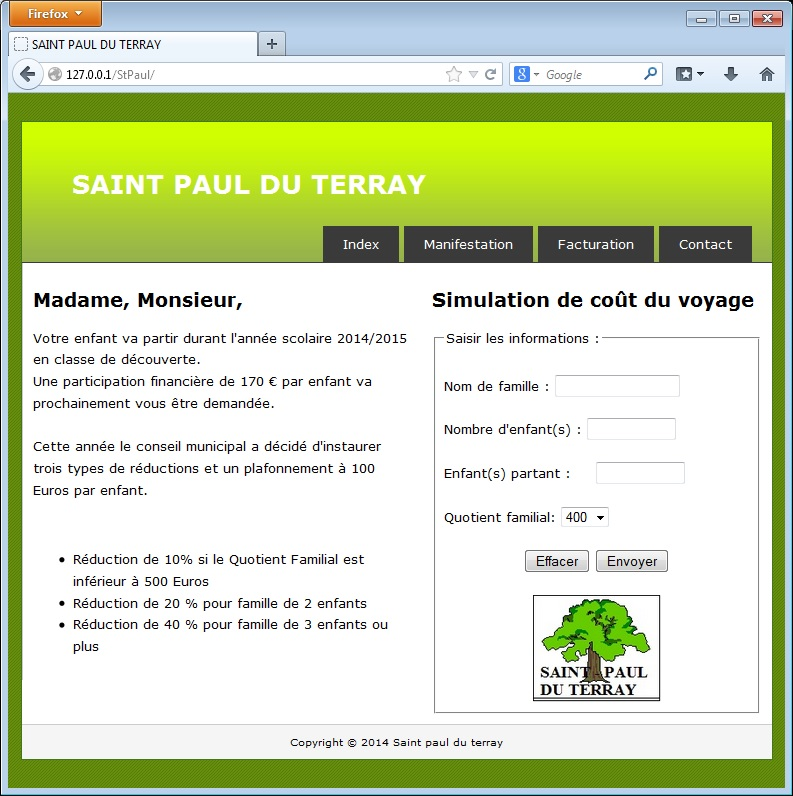 Firefox
SAINT PAUL DU TERRAY
127.0.0.1/StPaul/
Google
SAINT PAUL DU TERRAY
Index Manifestation Facturation Contact
Madame, Monsieur,
Votre enfant va partir durant l'année scolaire 2014/2015
en classe de découverte.
Une participation financière de 170 € par enfant va
prochainement vous être demandée.
Cette année le conseil municipal a décidé d'instaurer
trois types de réductions et un plafonnement à 100
Euros par enfant.
• Réduction de 10% si le Quotient Familial est
inférieur à 500 Euros
• Réduction de 20 % pour famille de 2 enfants
• Réduction de 40 % pour famille de 3 enfants ou
plus
Simulation de coût du voyage
Saisir les informations :
Nom de famille :
Nombre d'enfant(s) :
Enfant(s) partant :
Quotient familial: 400
Effacer Envoyer
SAINT - PAUL
DU TERRAY
Copyright © 2014 Saint paul du terray